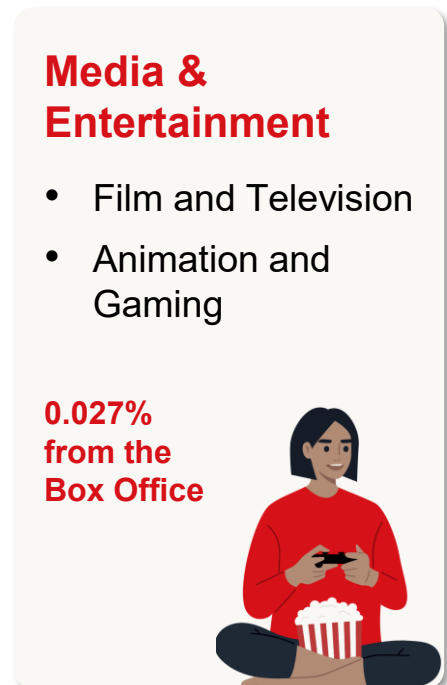 Media &
Entertainment
• Film and Television
• Animation and
Gaming
0.027%
from the
Box Office